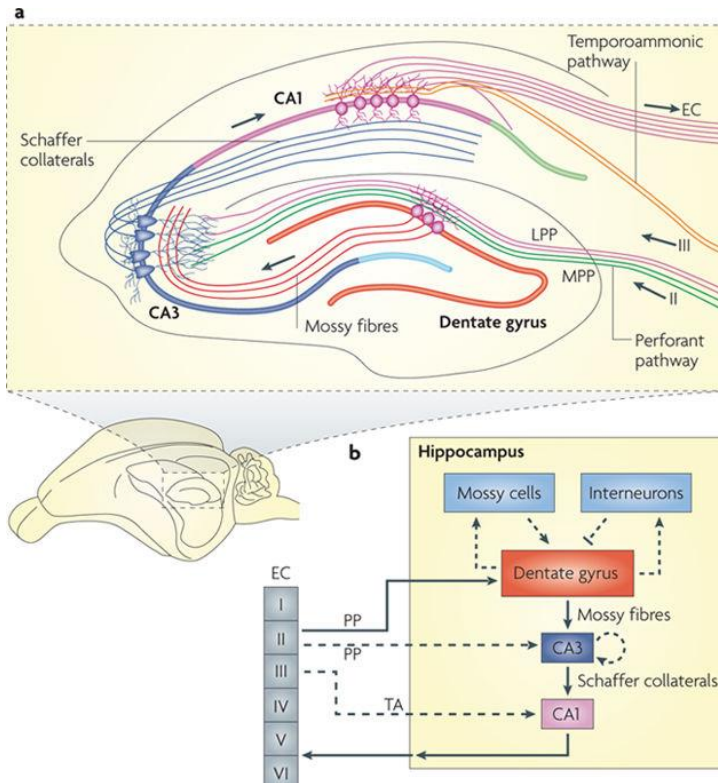 a
Temporoammonic
pathway
CA1
EC
Schaffer
collaterals
LPP
III
MPP
II
CA3
Mossy fibres
Dentate gyrus
Perforant
pathway
b
Hippocampus
Mossy cells
Interneurons
EC
Dentate gyrus
I
PP
Mossy fibres
II
PP
CA3
III
Schaffer collaterals
IV
TA
CA1
V
VI